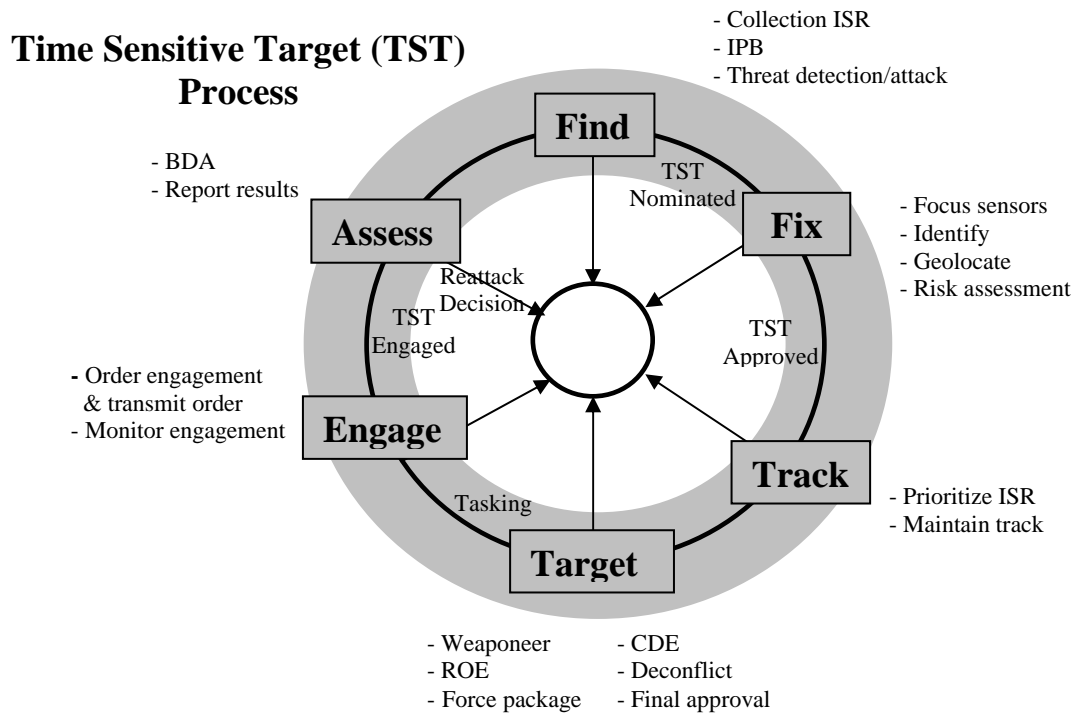 Time Sensitive Target (TST)
Process
- Collection ISR
- IPB
- Threat detection/attack
Find
TST
Nominated
Fix
- Focus sensors
- Identify
- Geolocate
- Risk assessment
TST
Approved
Track
- Prioritize ISR
- Maintain track
Target
- Weaponeer
- ROE
- Force package
- CDE
- Deconflict
- Final approval
Tasking
Engage
- Order engagement
& transmit order
- Monitor engagement
TST
Engaged
Assess
- BDA
- Report results
Reattack
Decision